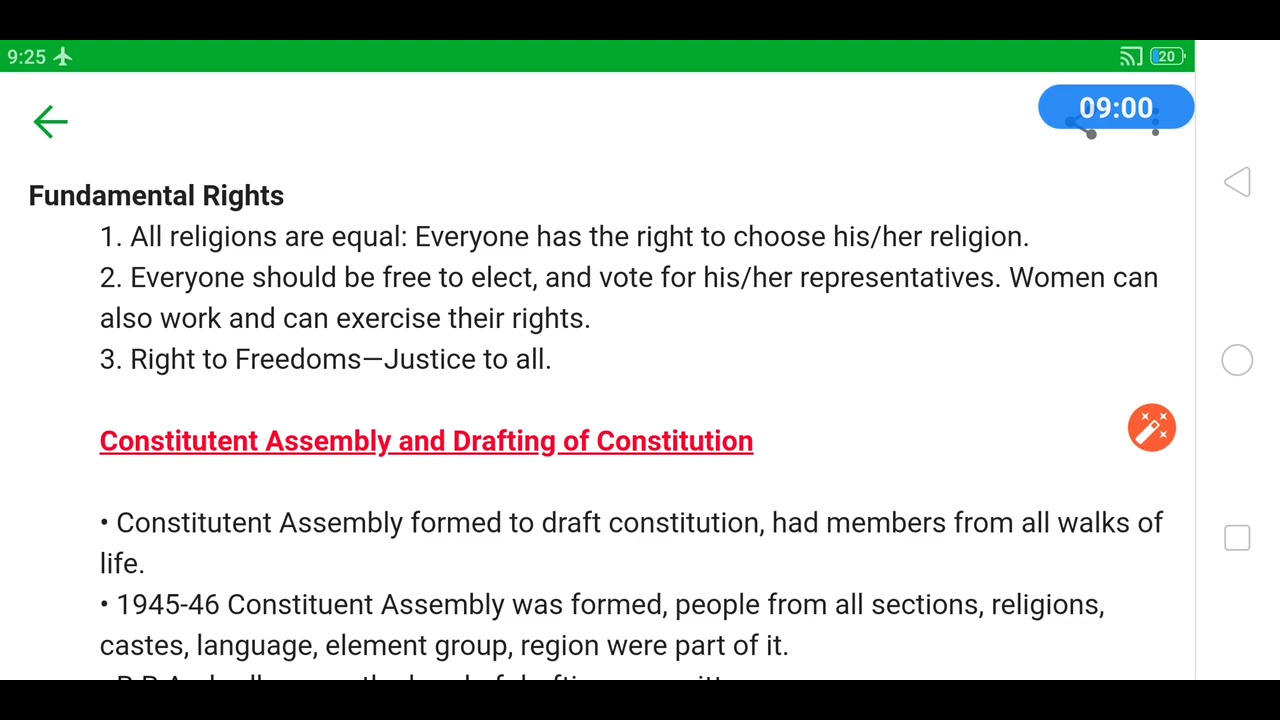 9:25
20
09:00
Fundamental Rights
1. All religions are equal: Everyone has the right to choose his/her religion.
2. Everyone should be free to elect, and vote for his/her representatives. Women can
also work and can exercise their rights.
3. Right to Freedoms—Justice to all.
Constitutent Assembly and Drafting of Constitution
• Constitutent Assembly formed to draft constitution, had members from all walks of
life.
• 1945-46 Constituent Assembly was formed, people from all sections, religions,
castes, language, element group, region were part of it.